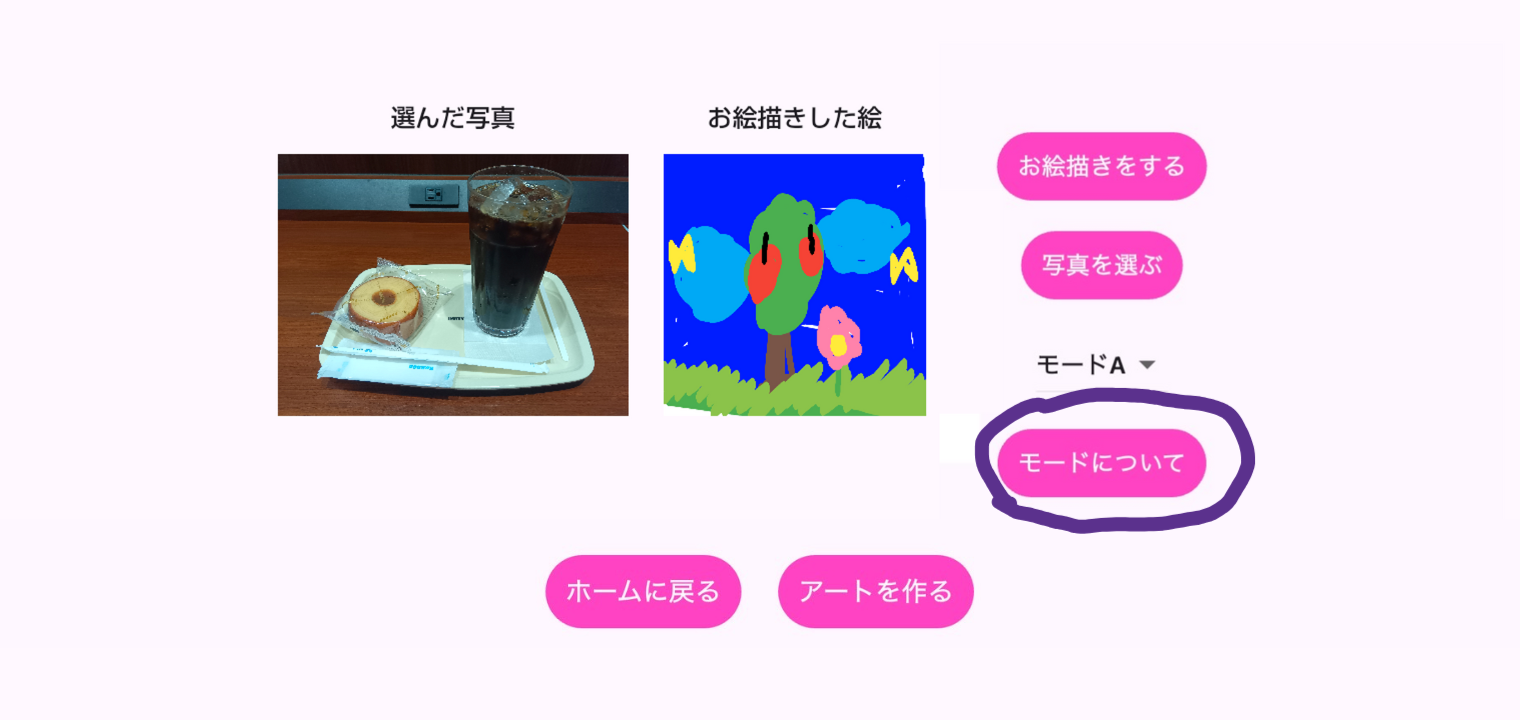 選んだ写真
お絵描きした絵
お絵描きをする
写真を選ぶ
モードA
モードについて
ホームに戻る
アートを作る